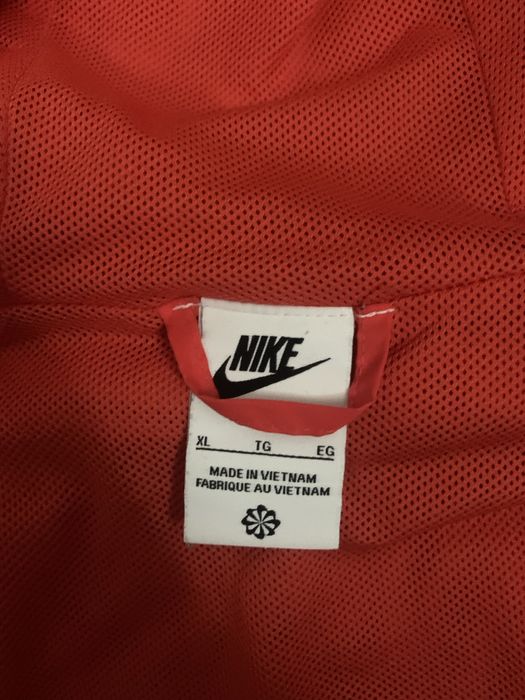 NIKE
XL TG EG
MADE IN VIETNAM
FABRIQUE AU VIETNAM